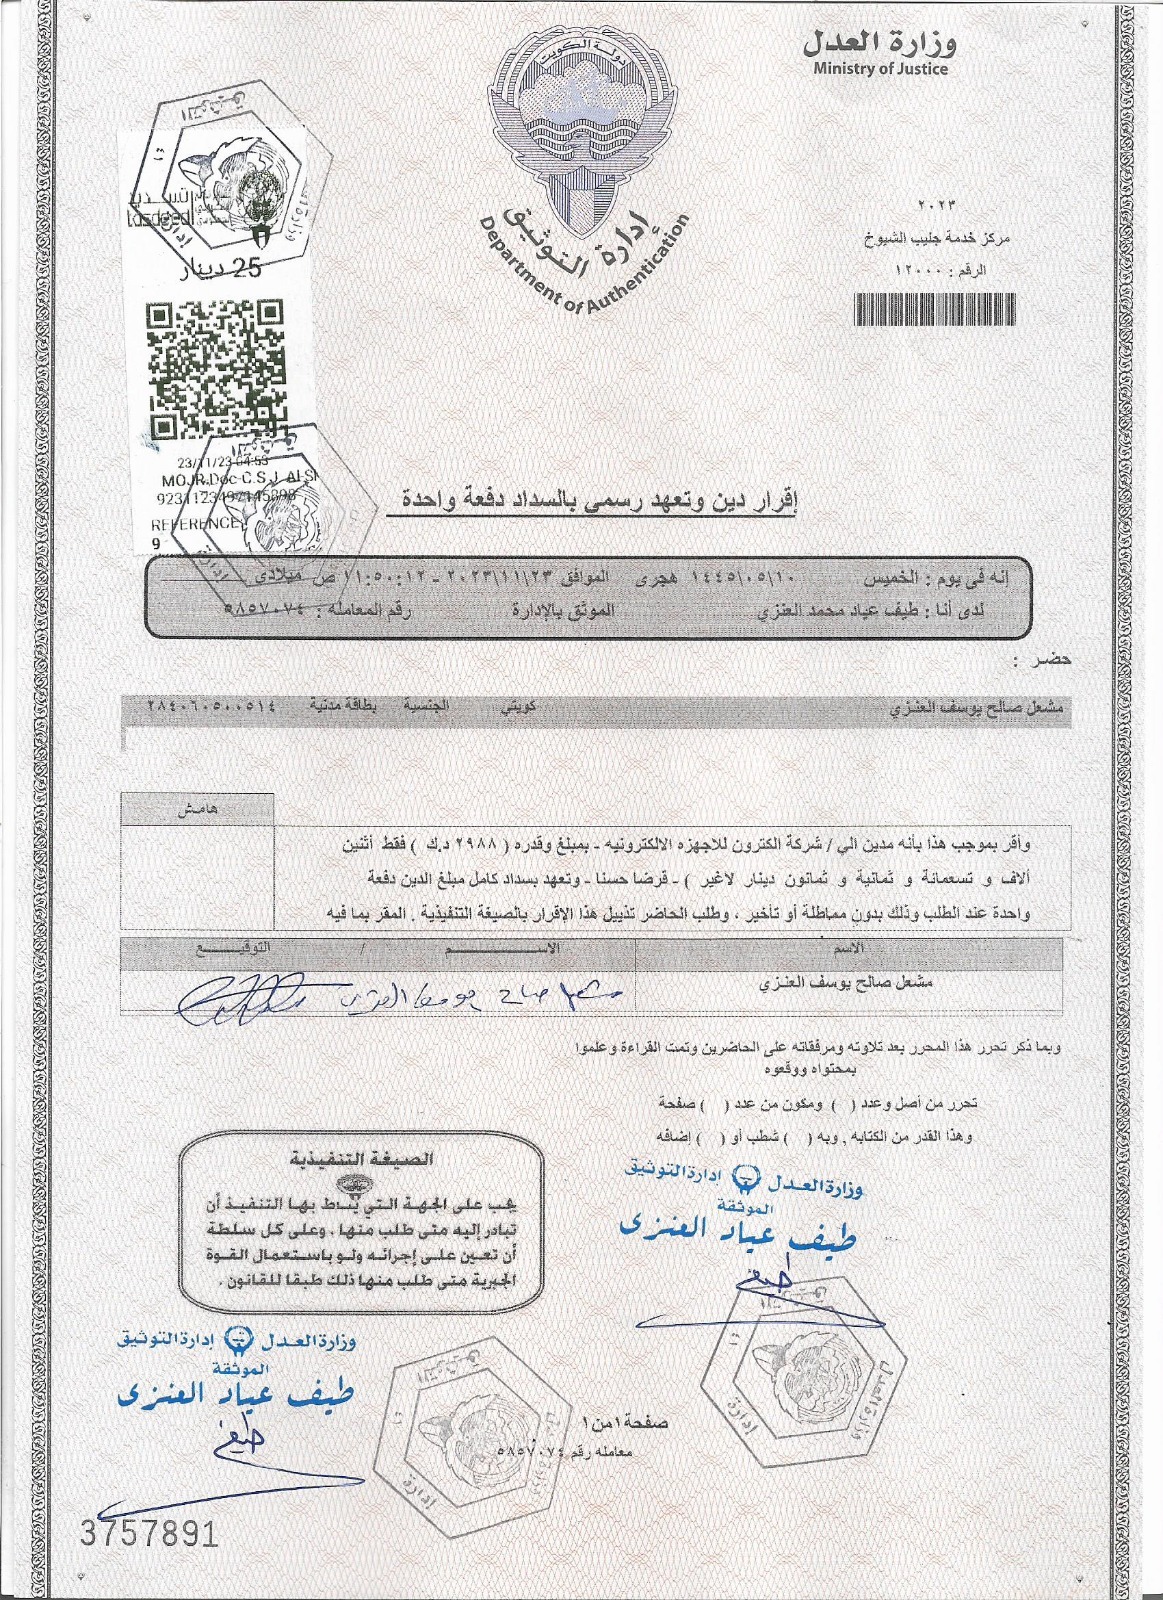 وزارة العدل
Ministry of Justice
دولة الكويت
إدارة التوثيق
Department of Authentication
٢٠٢٣
مركز خدمة جليب الشيوخ
الرقم : ١٢٠٠٠
25 دينار
23/11/23 04:53
MOJR.Doc-C.S.J.AlSh
REFERENCE
9
إقرار دين وتعهد رسمى بالسداد دفعة واحدة
إنه فى يوم : الخميس ١٤٤٥\٠٥\١٠ هجرى الموافق ٢٠٢٣\١١\٢٣ - ١١:٥٠:١٢ ص ميلادى
لدى أنا : طيف عياد محمد العنزي الموثق بالإدارة رقم المعاملة : ٥٨٥٧٠٧٤
حضر :
مشعل صالح يوسف العنزي كويتي الجنسية بطاقة مدنية ٢٨٤٠٦٠٥٠٠٥١٤
هامش
وأقر بموجب هذا بأنه مدين الي / شركة الكترون للاجهزه الالكترونيه - بمبلغ وقدره ( ٢٩٨٨ د.ك ) فقط أثنين
ألاف و تسعمائة و ثمانية و ثمانون دينار لاغير ) - قرضا حسنا - وتعهد بسداد كامل مبلغ الدين دفعة
واحدة عند الطلب وذلك بدون مماطلة أو تأخير ، وطلب الحاضر تذييل هذا الإقرار بالصيغة التنفيذية . المقر بما فيه
الاسم الاســـم / التوقيـــع
مشعل صالح يوسف العنزي مشعل صالح يوسف العنزي
وبما ذكر تحرر هذا المحرر بعد تلاوته ومرفقاته على الحاضرين وتمت القراءة وعلموا
بمحتواه ووقعوه
تحرر من أصل وعدد ( ) ومكون من عدد ( ) صفحة
وهذا القدر من الكتابه , وبه ( ) شطب أو ( ) إضافه
وزارة العدل إدارة التوثيق
الموثقة
طيف عياد العنزى
طيف
الصيغة التنفيذية
يجب على الجهة التي يناط بها التنفيذ أن
تبادر إليه متى طلب منها . وعلى كل سلطة
أن تعين على إجرائه ولو باستعمال القوة
الجبرية متى طلب منها ذلك طبقا للقانون .
وزارة العدل إدارة التوثيق
الموثقة
طيف عياد العنزى
طيف
صفحة ١ من ١
معامله رقم ٥٨٥٧٠٧٤
3757891